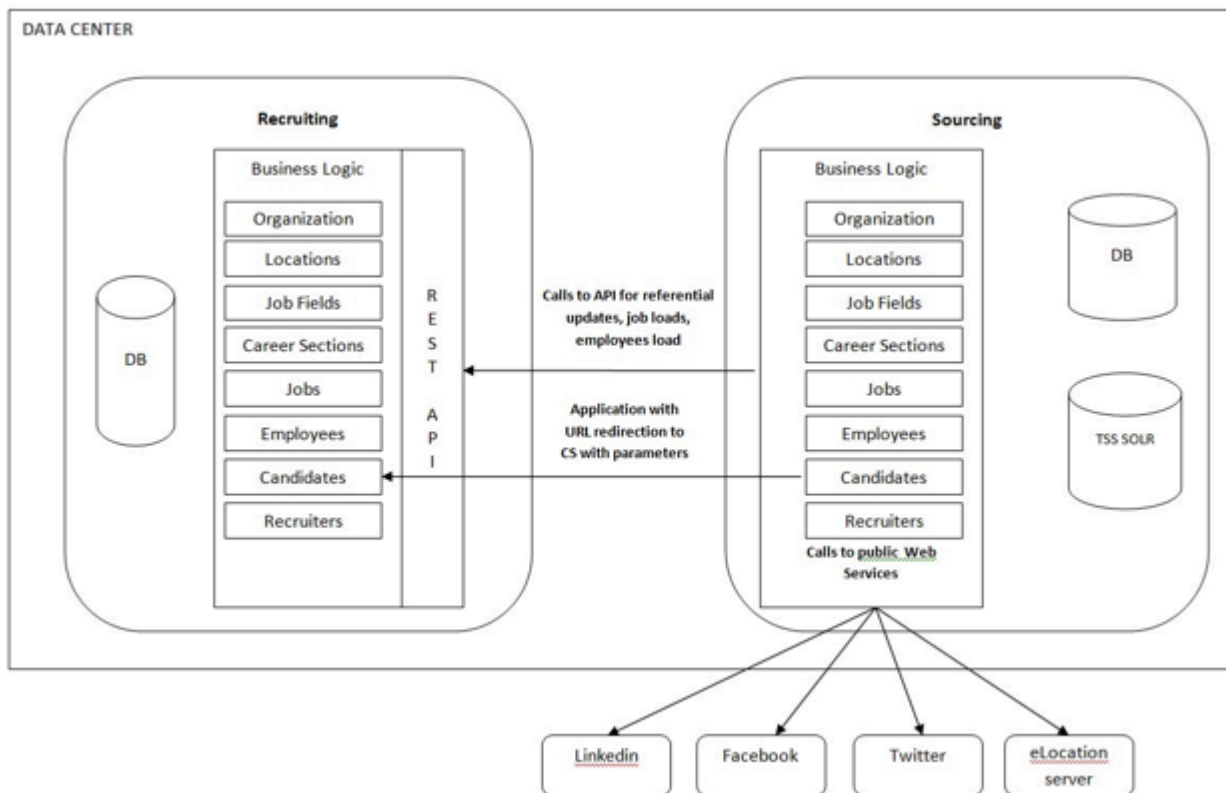 DATA CENTER
Recruiting
Business Logic
Organization
Locations
Job Fields
Career Sections
Jobs
Employees
Candidates
Recruiters
DB
R
E
S
T
A
P
I
Calls to API for referential
updates, job loads,
employees load
Application with
URL redirection to
CS with parameters
Sourcing
Business Logic
Organization
Locations
Job Fields
Career Sections
Jobs
Employees
Candidates
Recruiters
Calls to public Web
Services
DB
TSS SOLR
Linkedin
Facebook
Twitter
eLocation
server